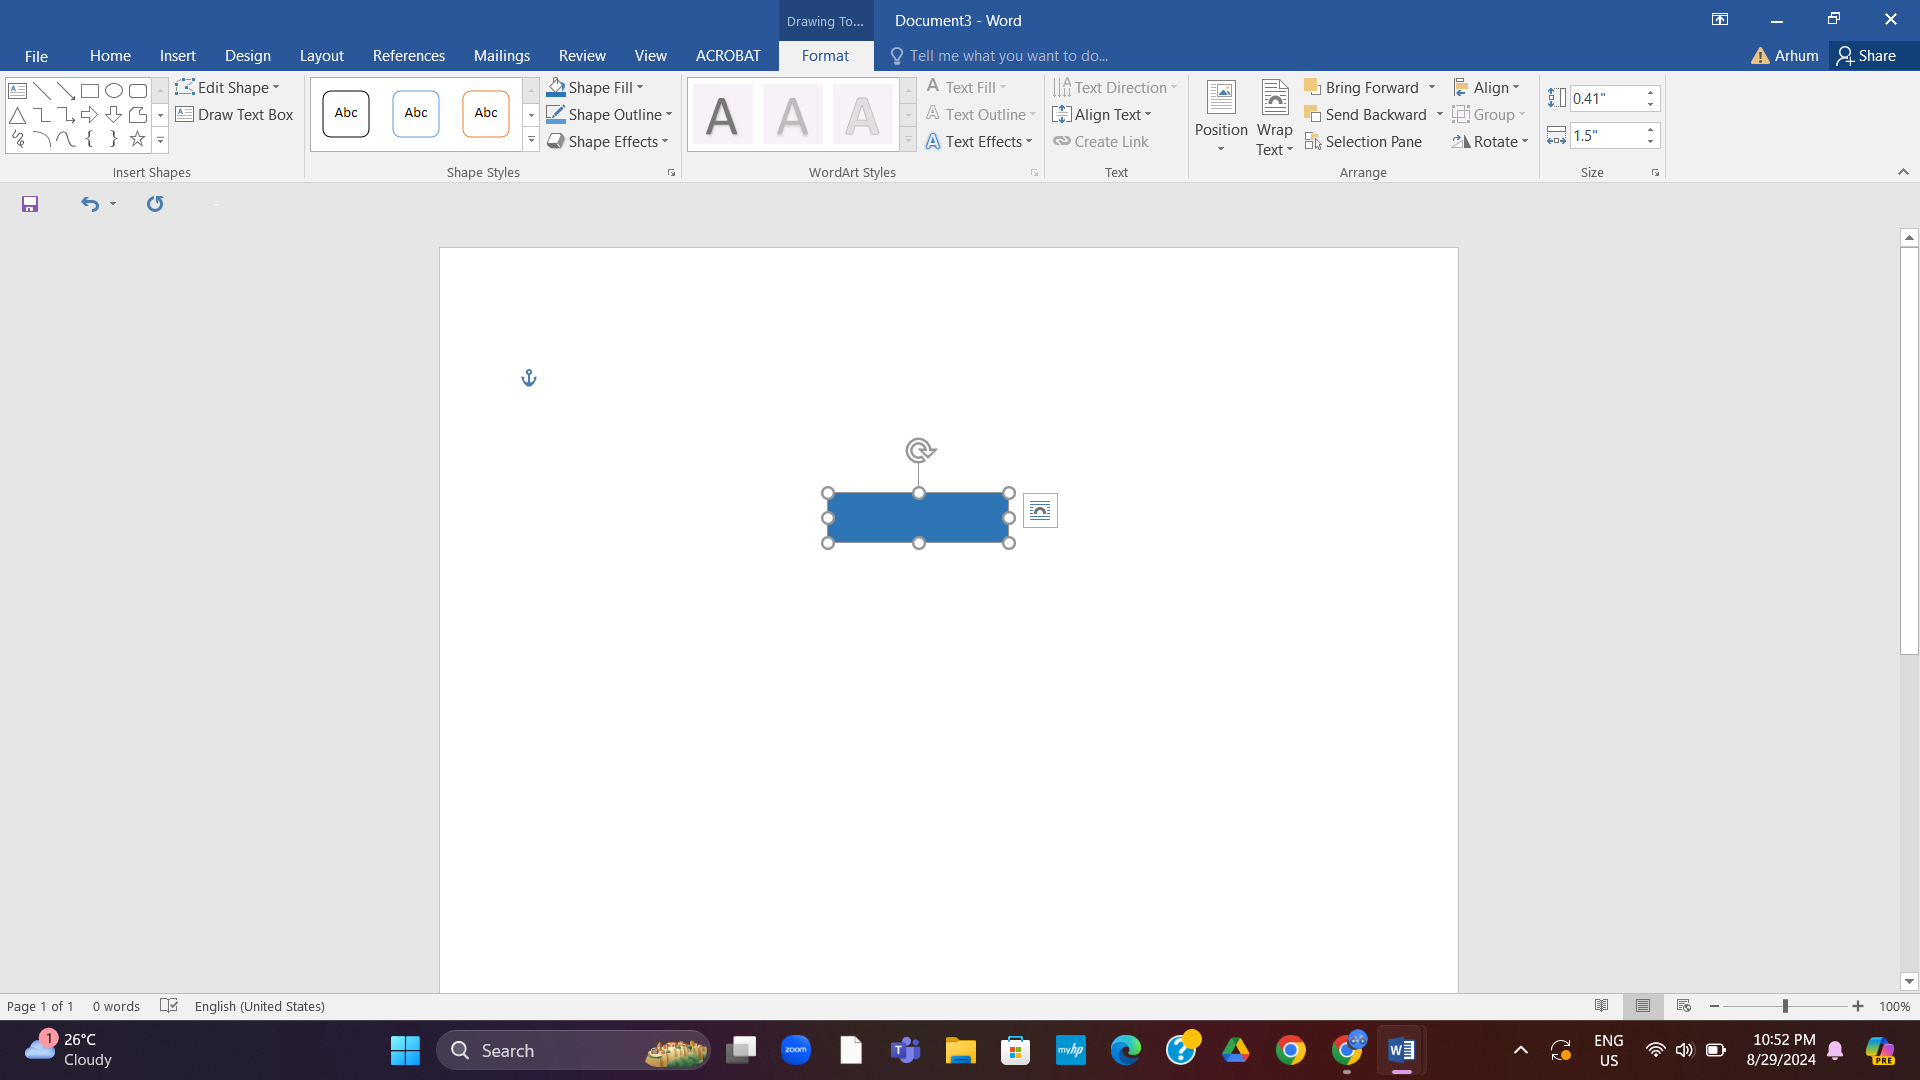 Drawing To... Document3 - Word
File Home Insert Design Layout References Mailings Review View ACROBAT Format Tell me what you want to do... Arhum Share
Edit Shape
Draw Text Box
Insert Shapes
Abc Abc Abc
Shape Fill
Shape Outline
Shape Effects
Shape Styles
A A A
Text Fill
Text Outline
Text Effects
WordArt Styles
Text Direction
Align Text
Create Link
Text
Position
Wrap
Text
Bring Forward
Send Backward
Selection Pane
Align
Group
Rotate
Arrange
0.41"
1.5"
Size
Page 1 of 1 0 words English (United States) 100%
1
26°C
Cloudy
Search
zoom
T
myhp
?
W
PRE
ENG
US
10:52 PM
8/29/2024